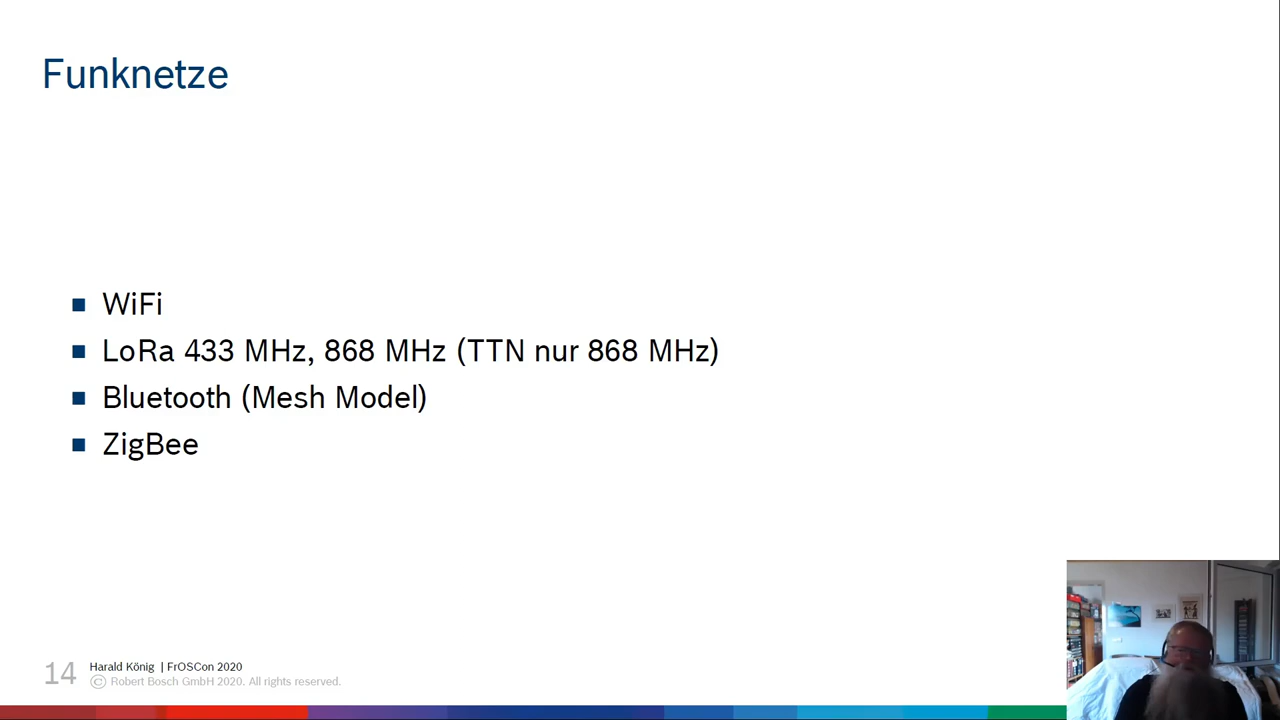 Funknetze
WiFi
LoRa 433 MHz, 868 MHz (TTN nur 868 MHz)
Bluetooth (Mesh Model)
ZigBee
14
Harald König | FrOSCon 2020
© Robert Bosch GmbH 2020. All rights reserved.